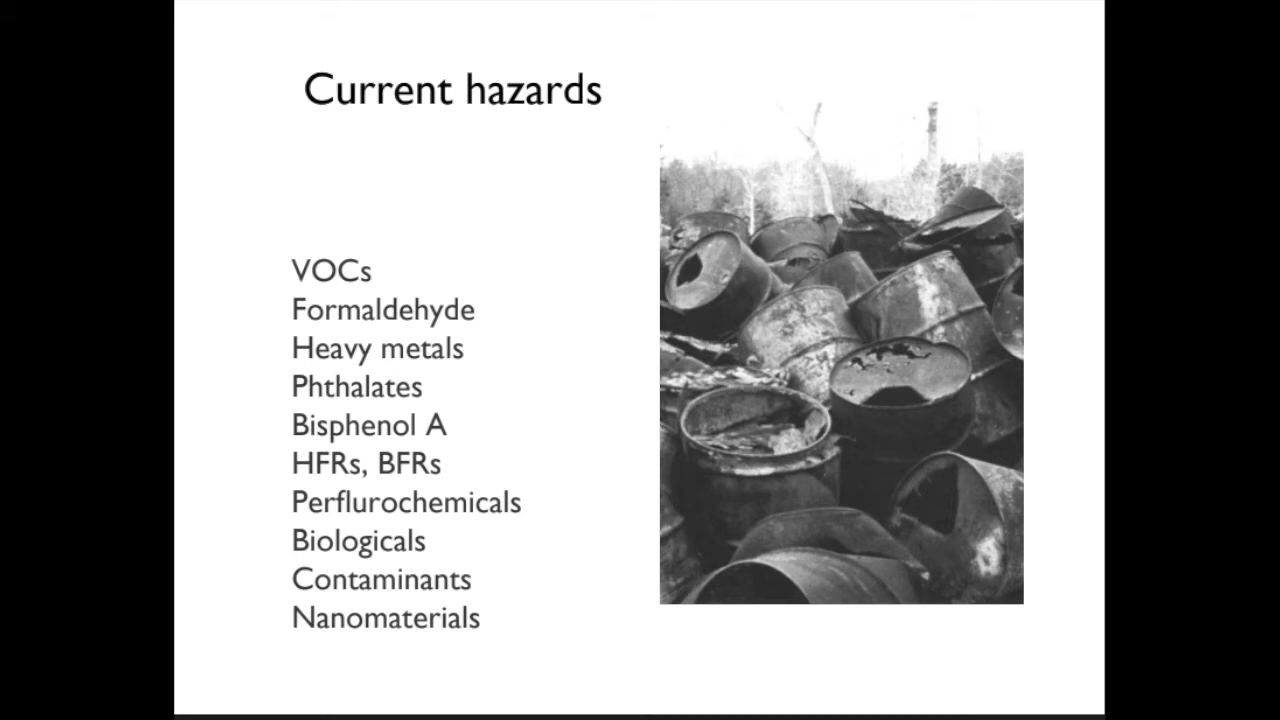 Current hazards
VOCs
Formaldehyde
Heavy metals
Phthalates
Bisphenol A
HFRs, BFRs
Perflurochemicals
Biologicals
Contaminants
Nanomaterials